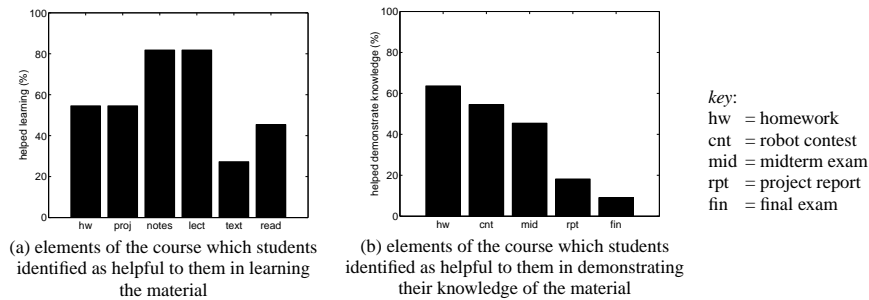 100
80
60
40
20
0
helped learning (%)
hw proj notes lect text read
(a) elements of the course which students
identified as helpful to them in learning
the material
100
80
60
40
20
0
helped demonstrate knowledge (%)
hw cnt mid rpt fin
(b) elements of the course which students
identified as helpful to them in demonstrating
their knowledge of the material
key:
hw = homework
cnt = robot contest
mid = midterm exam
rpt = project report
fin = final exam